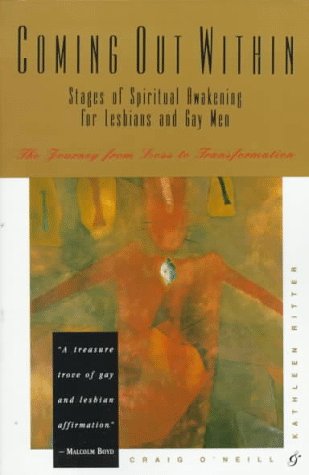 COMING OUT WITHIN
Stages of Spiritual Awakening
for Lesbians and Gay Men
The Journey from Loss to Transformation
"A treasure
trove of gay
and lesbian
affirmation"
— MALCOLM BOYD
CRAIG O'NEILL
&
KATHLEEN RITTER